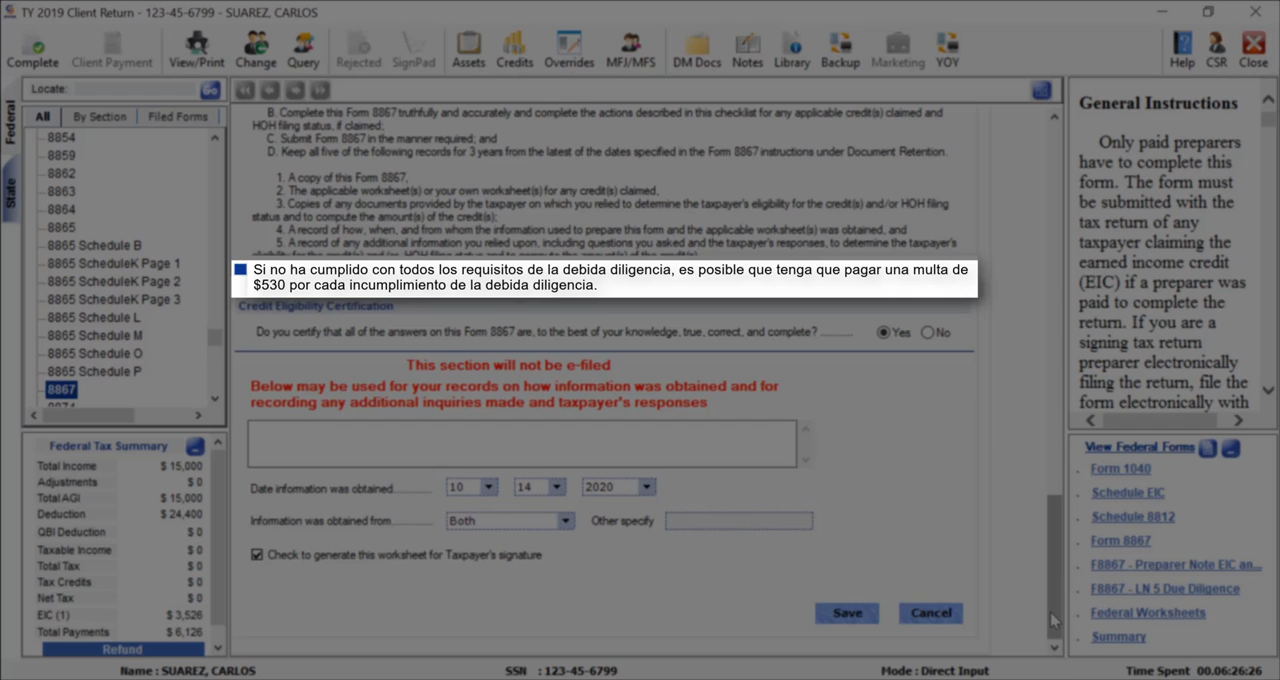 TY 2019 Client Return - 123-45-6799 - SUAREZ, CARLOS
Complete Client Payment View/Print Change Query Rejected SignPad Assets Credits Overrides MFJ/MFS DM Docs Notes Library Backup Marketing YOY Help CSR Close
Locate: Go
Federal
State
All By Section Filed Forms
8854
8859
8862
8863
8864
8865
8865 Schedule B
8865 ScheduleK Page 1
8865 ScheduleK Page 2
8865 ScheduleK Page 3
8865 Schedule L
8865 Schedule M
8865 Schedule O
8865 Schedule P
8867
Federal Tax Summary
Total Income $ 15,000
Adjustments $ 0
Total AGI $ 15,000
Deduction $ 24,400
QBI Deduction $ 0
Taxable Income $ 0
Total Tax $ 0
Tax Credits $ 0
Net Tax $ 0
EIC (1) $ 3,526
Total Payments $ 6,126
Refund
B. Complete this Form 8867 truthfully and accurately and complete the actions described in this checklist for any applicable credit(s) claimed and
HOH filing status, if claimed;
C. Submit Form 8867 in the manner required; and
D. Keep all five of the following records for 3 years from the latest of the dates specified in the Form 8867 instructions under Document Retention.
1. A copy of this Form 8867,
2. The applicable worksheet(s) or your own worksheet(s) for any credit(s) claimed,
3. Copies of any documents provided by the taxpayer on which you relied to determine the taxpayer's eligibility for the credit(s) and/or HOH filing
status and to compute the amount(s) of the credit(s);
4. A record of how, when, and from whom the information used to prepare this form and the applicable worksheet(s) was obtained, and
5. A record of any additional information you relied upon, including questions you asked and the taxpayer's responses, to determine the taxpayer's
Si no ha cumplido con todos los requisitos de la debida diligencia, es posible que tenga que pagar una multa de
$530 por cada incumplimiento de la debida diligencia.
Credit Eligibility Certification
Do you certify that all of the answers on this Form 8867 are, to the best of your knowledge, true, correct, and complete? Yes No
This section will not be e-filed
Below may be used for your records on how information was obtained and for
recording any additional inquiries made and taxpayer's responses
Date information was obtained 10 14 2020
Information was obtained from Both Other specify
Check to generate this worksheet for Taxpayer's signature
Save Cancel
General Instructions
Only paid preparers
have to complete this
form. The form must
be submitted with the
tax return of any
taxpayer claiming the
earned income credit
(EIC) if a preparer was
paid to complete the
return. If you are a
signing tax return
preparer electronically
filing the return, file the
form electronically with
View Federal Forms
Form 1040
Schedule EIC
Schedule 8812
Form 8867
F8867 - Preparer Note EIC an...
F8867 - LN 5 Due Diligence
Federal Worksheets
Summary
Name : SUAREZ, CARLOS SSN : 123-45-6799 Mode : Direct Input Time Spent 00.06:26:26